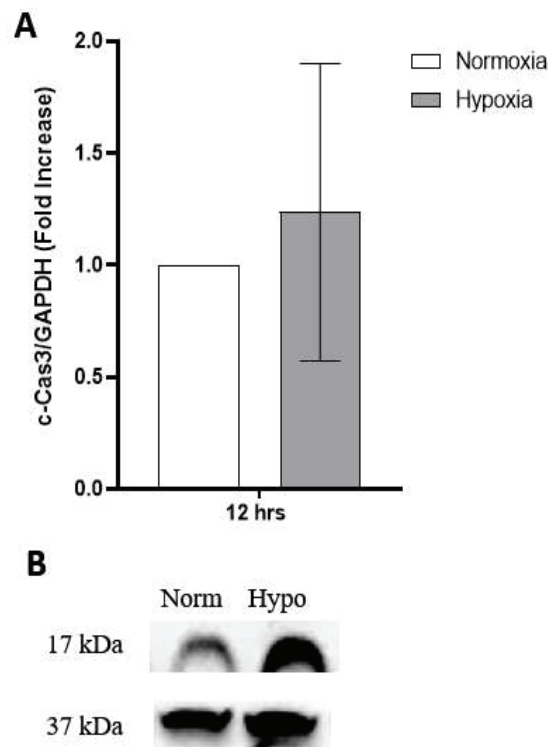 A
c-Cas3/GAPDH (Fold Increase)
2.0
1.5
1.0
0.5
0.0
12 hrs
Normoxia
Hypoxia
B
Norm Hypo
17 kDa
37 kDa